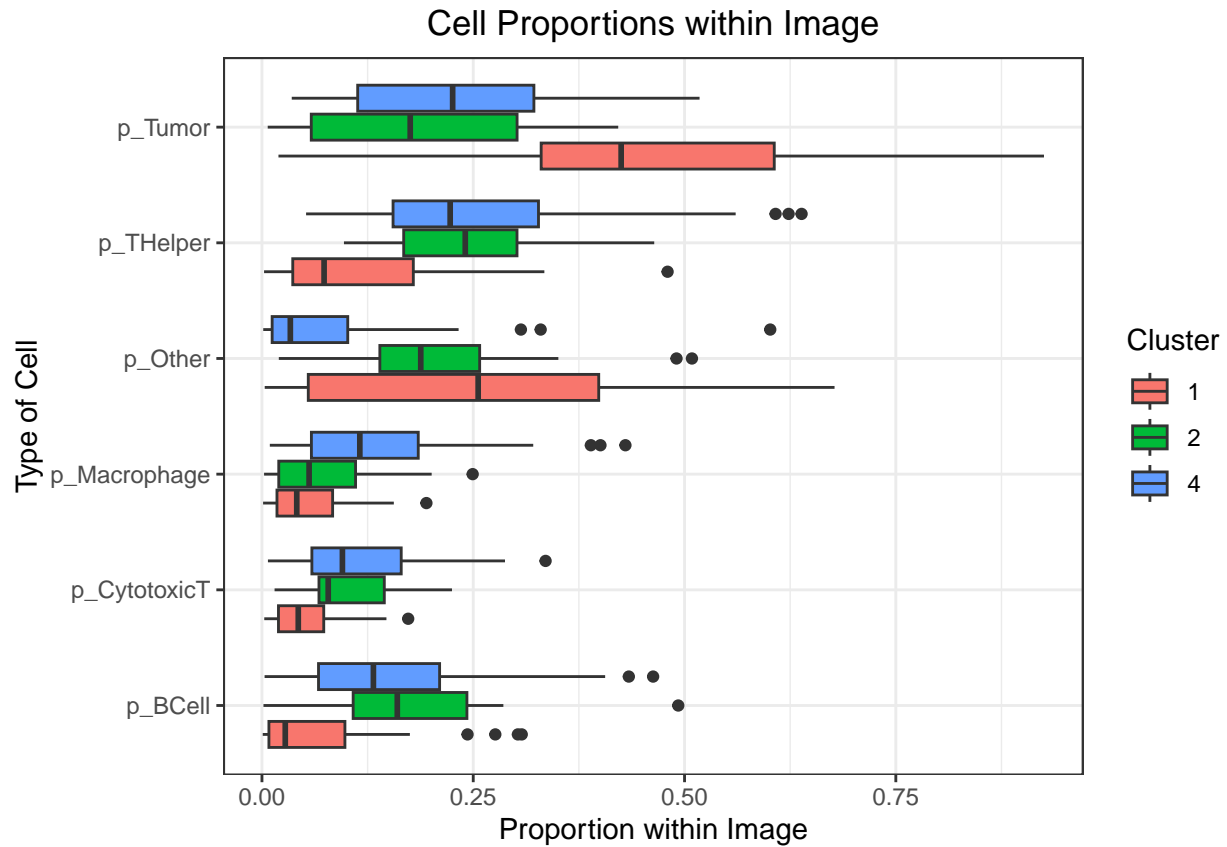 Cell Proportions within Image
Type of Cell
p_Tumor
p_THelper
p_Other
p_Macrophage
p_CytotoxicT
p_BCell
0.00 0.25 0.50 0.75
Proportion within Image
Cluster
1
2
4